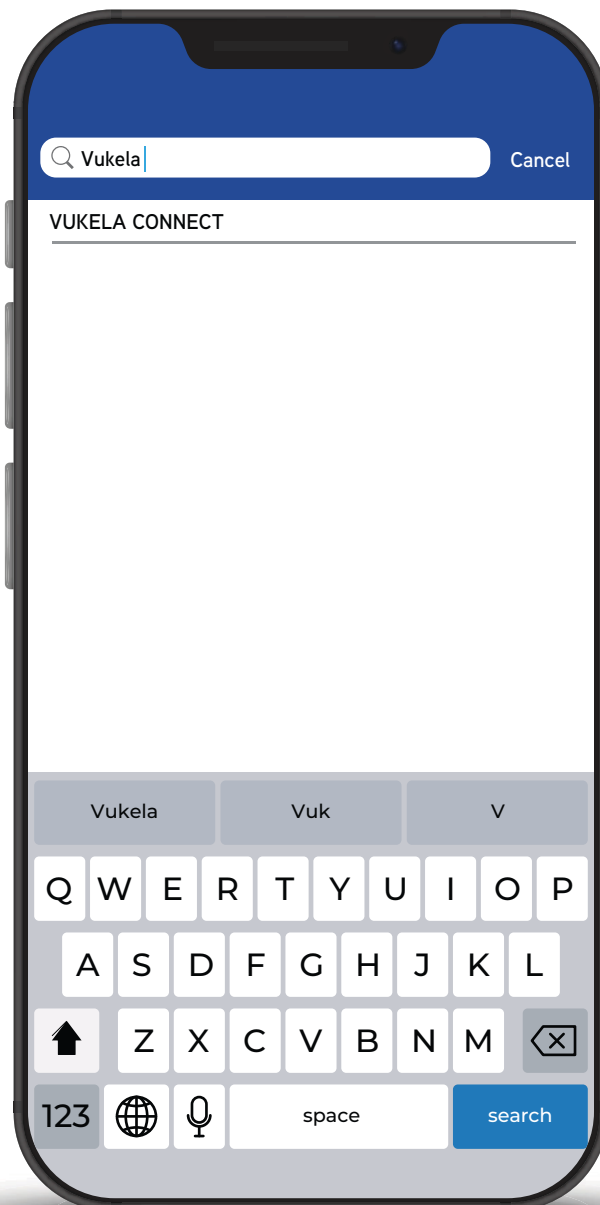 Vukela Cancel
VUKELA CONNECT
Vukela Vuk V
Q W E R T Y U I O P
A S D F G H J K L
Z X C V B N M
123 space search